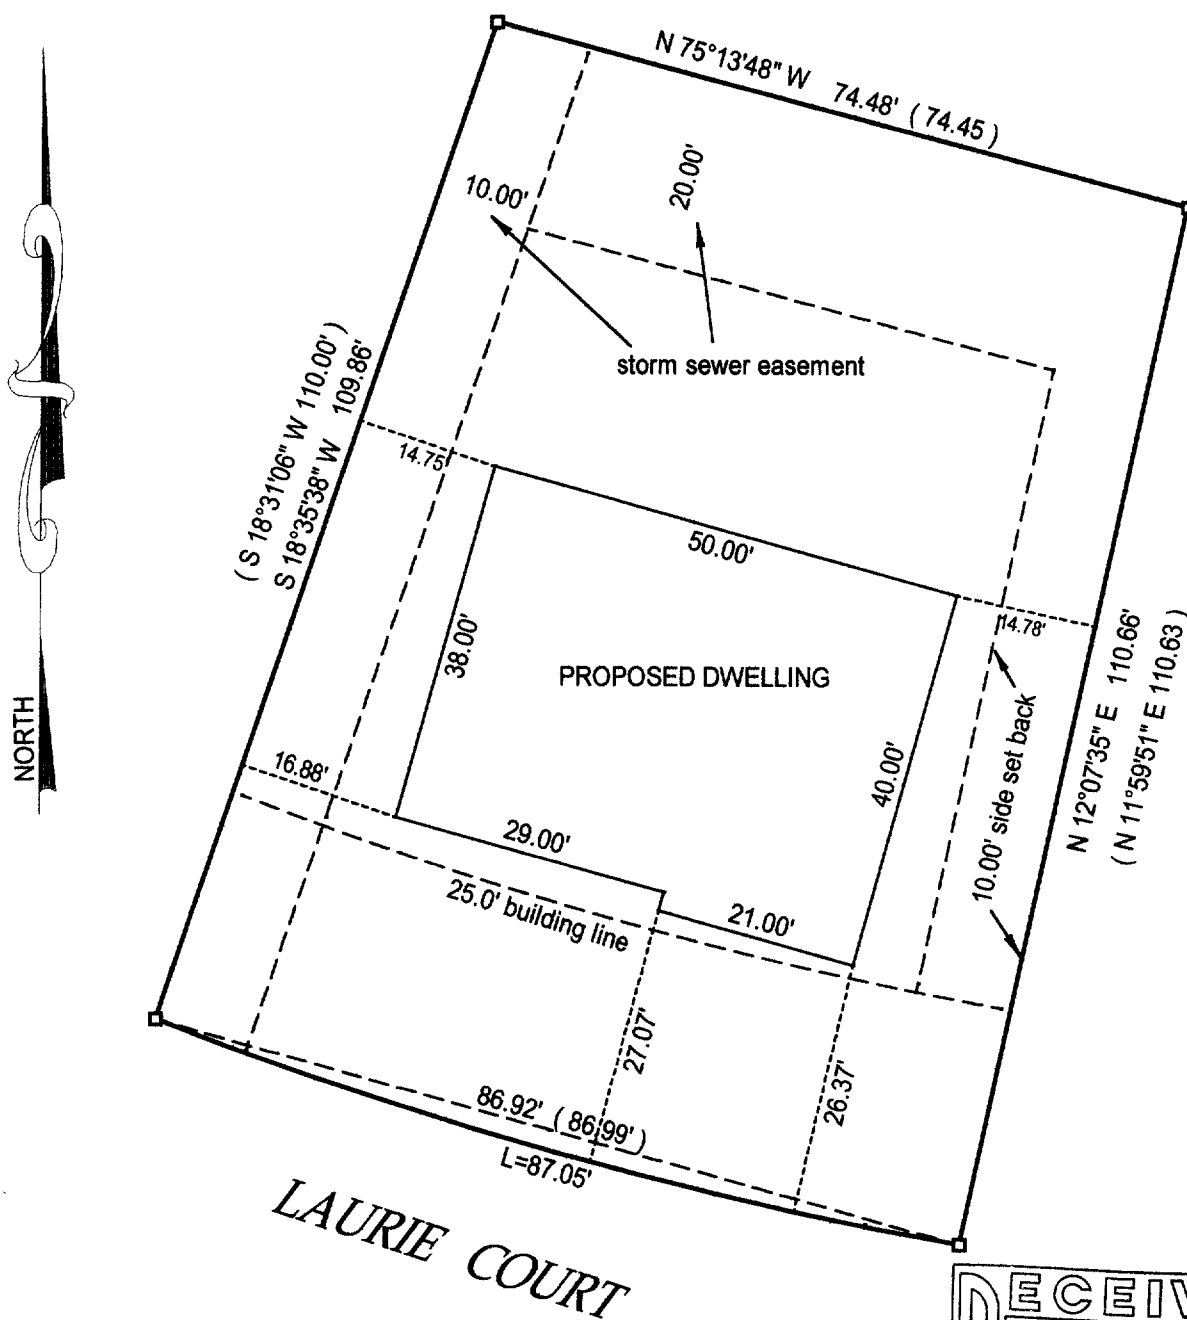 N 75°13'48" W 74.48' ( 74.45 )
10.00'
20.00'
storm sewer easement
( S 18°31'06" W 110.00' )
S 18°35'38" W 109.86'
14.75'
50.00'
14.78'
38.00'
PROPOSED DWELLING
NORTH
N 12°07'35" E 110.66'
( N 11°59'51" E 110.63 )
10.00' side set back
40.00'
16.88'
29.00'
25.0' building line
21.00'
27.07'
26.37'
86.92' ( 86.99' )
L=87.05'
LAURIE COURT